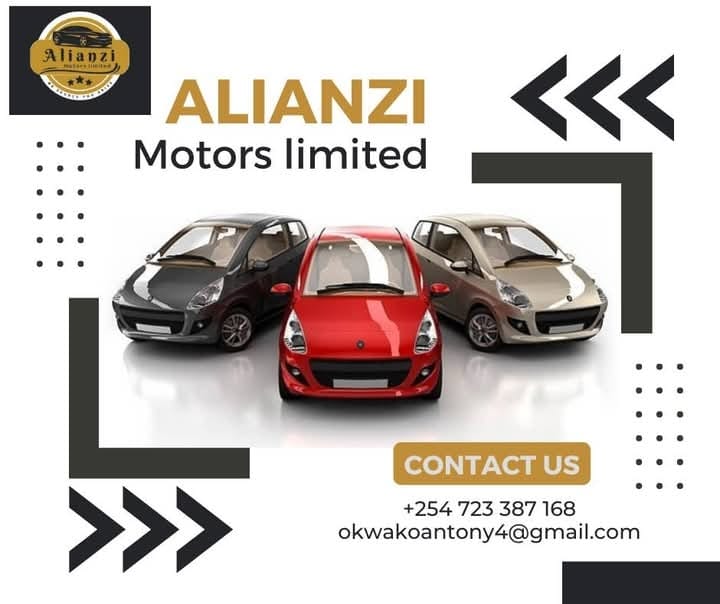 Alianzi
Motors limited
ALIANZI
Motors limited
CONTACT US
+254 723 387 168
okwakoantony4@gmail.com